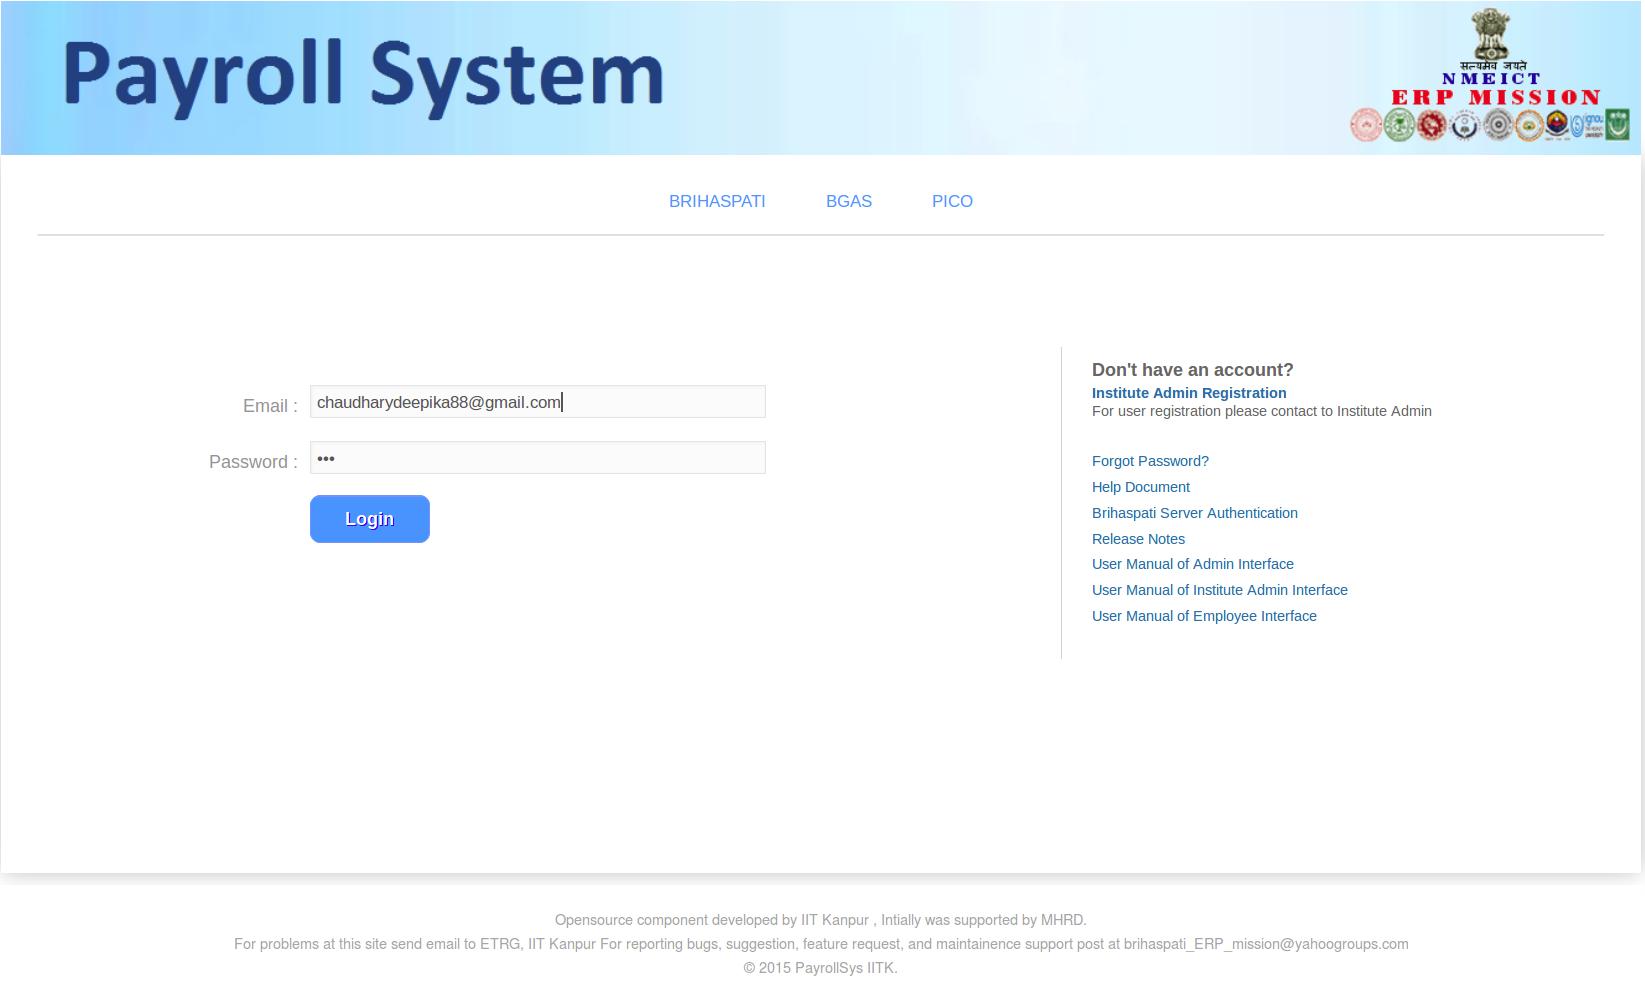 Payroll System
सत्यमेव जयते
NMEICT
ERP MISSION
BRIHASPATI BGAS PICO
Email : chaudharydeepika88@gmail.com
Password : •••
Login
Don't have an account?
Institute Admin Registration
For user registration please contact to Institute Admin
Forgot Password?
Help Document
Brihaspati Server Authentication
Release Notes
User Manual of Admin Interface
User Manual of Institute Admin Interface
User Manual of Employee Interface
Opensource component developed by IIT Kanpur , Intially was supported by MHRD.
For problems at this site send email to ETRG, IIT Kanpur For reporting bugs, suggestion, feature request, and maintainence support post at brihaspati_ERP_mission@yahoogroups.com
© 2015 PayrollSys IITK.